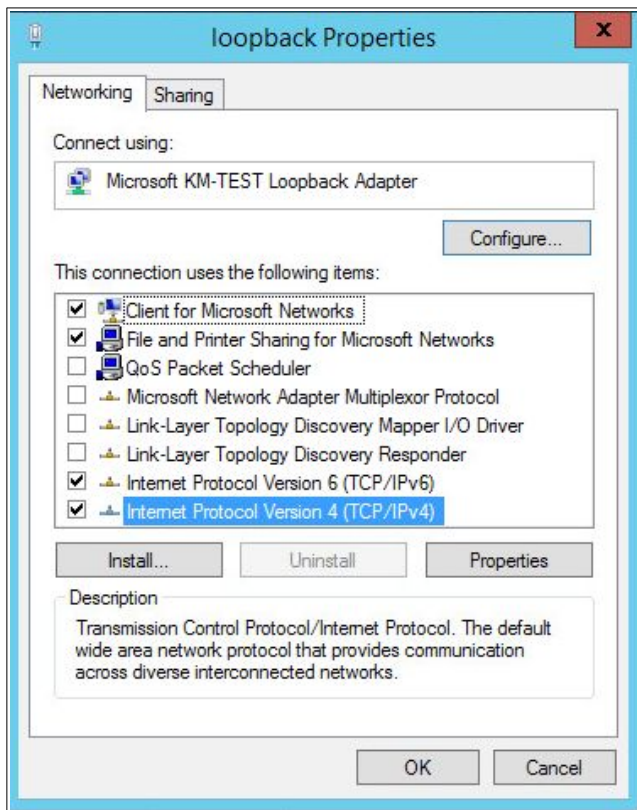 loopback Properties
x
Networking
Sharing
Connect using:
Microsoft KM-TEST Loopback Adapter
Configure...
This connection uses the following items:
Client for Microsoft Networks
File and Printer Sharing for Microsoft Networks
QoS Packet Scheduler
Microsoft Network Adapter Multiplexor Protocol
Link-Layer Topology Discovery Mapper I/O Driver
Link-Layer Topology Discovery Responder
Internet Protocol Version 6 (TCP/IPv6)
Internet Protocol Version 4 (TCP/IPv4)
Install...
Uninstall
Properties
Description
Transmission Control Protocol/Internet Protocol. The default
wide area network protocol that provides communication
across diverse interconnected networks.
OK
Cancel